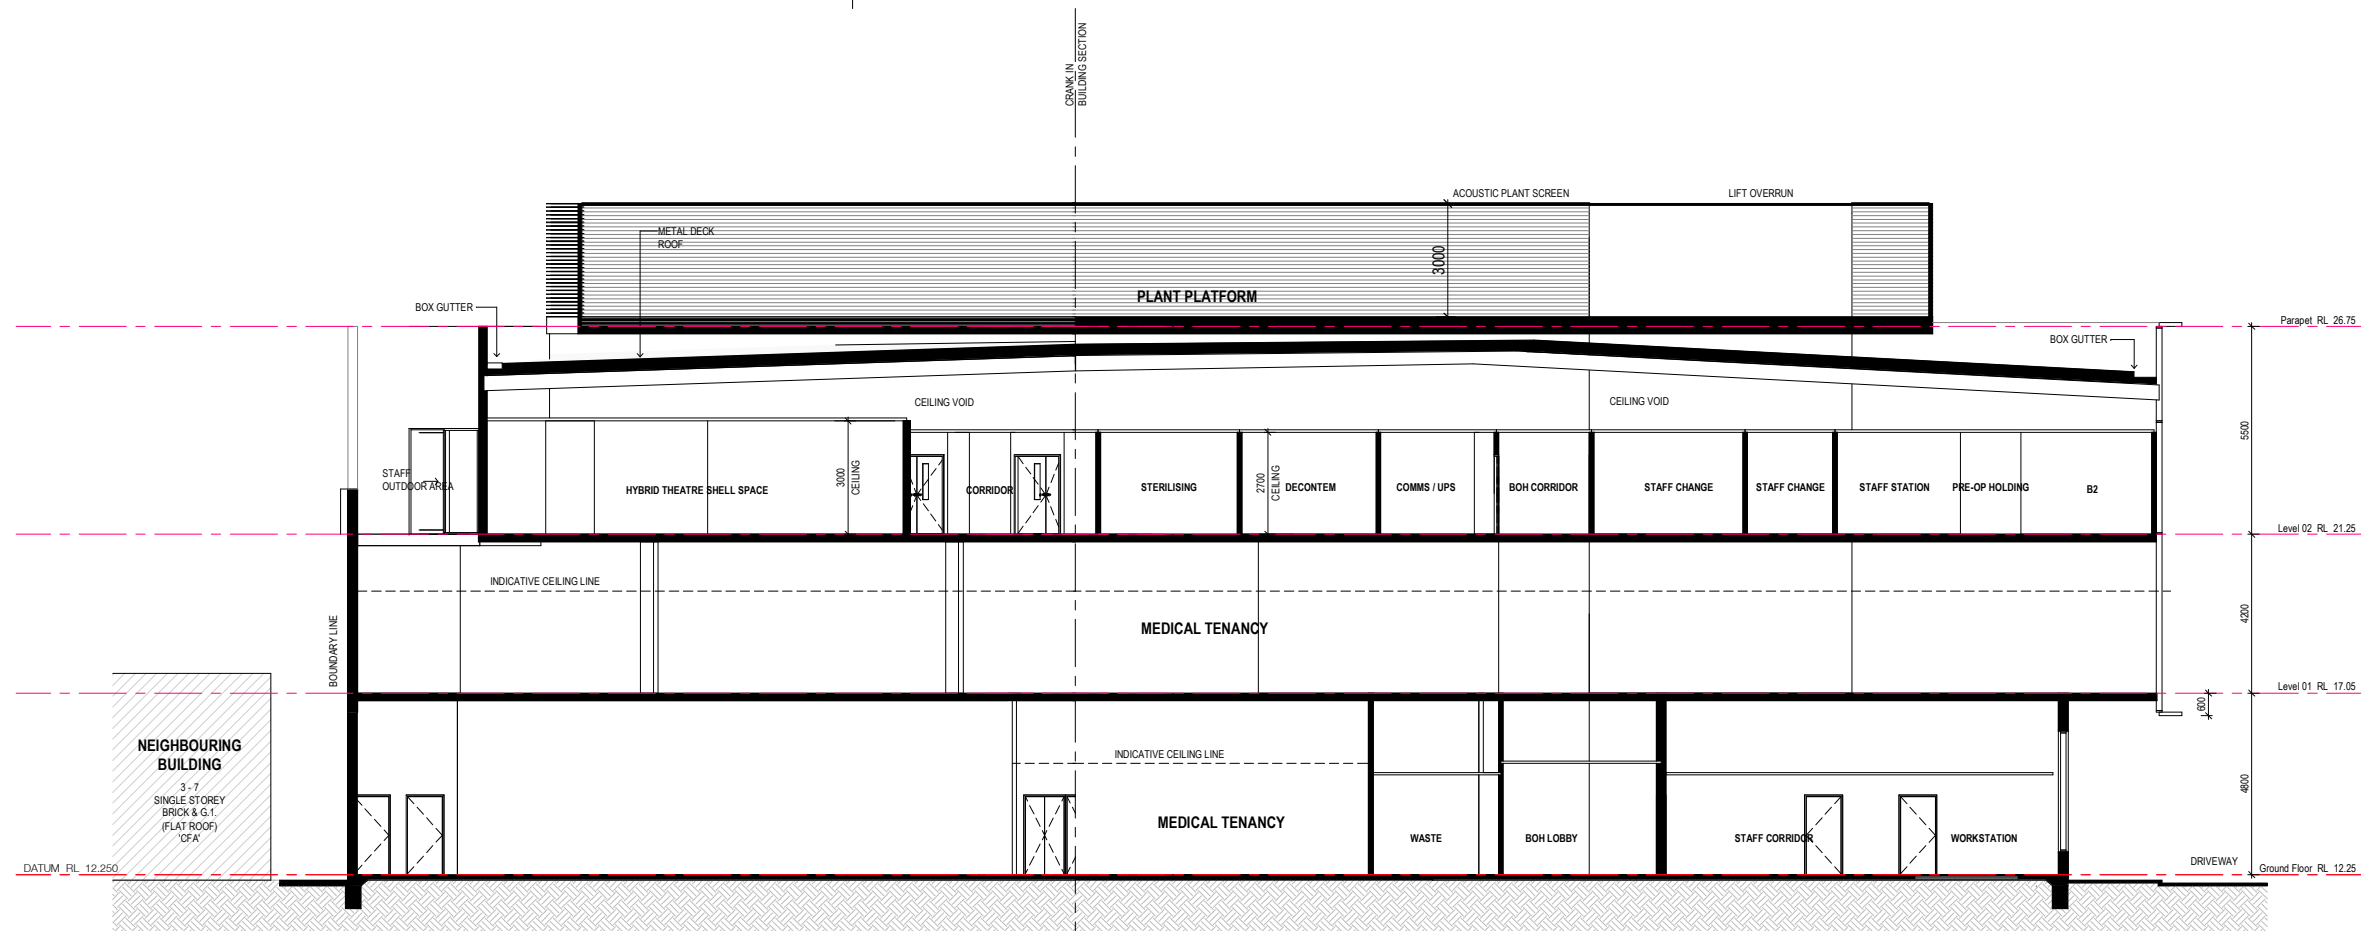 CRANK IN
BUILDING SECTION
ACOUSTIC PLANT SCREEN
LIFT OVERRUN
METAL DECK
ROOF
3000
PLANT PLATFORM
BOX GUTTER
Parapet RL 26.75
BOX GUTTER
CEILING VOID
CEILING VOID
5500
STAFF
OUTDOOR AREA
HYBRID THEATRE SHELL SPACE
3000
CEILING
CORRIDOR
STERILISING
2700
CEILING
DECONTEM
COMMS / UPS
BOH CORRIDOR
STAFF CHANGE
STAFF CHANGE
STAFF STATION
PRE-OP HOLDING
B2
Level 02 RL 21.25
INDICATIVE CEILING LINE
4200
BOUNDARY LINE
MEDICAL TENANCY
Level 01 RL 17.05
600
NEIGHBOURING
BUILDING
3 - 7
SINGLE STOREY
BRICK & G.1.
(FLAT ROOF)
'CFA'
INDICATIVE CEILING LINE
4800
MEDICAL TENANCY
WASTE
BOH LOBBY
STAFF CORRIDOR
WORKSTATION
DRIVEWAY
DATUM RL 12.250
Ground Floor RL 12.25